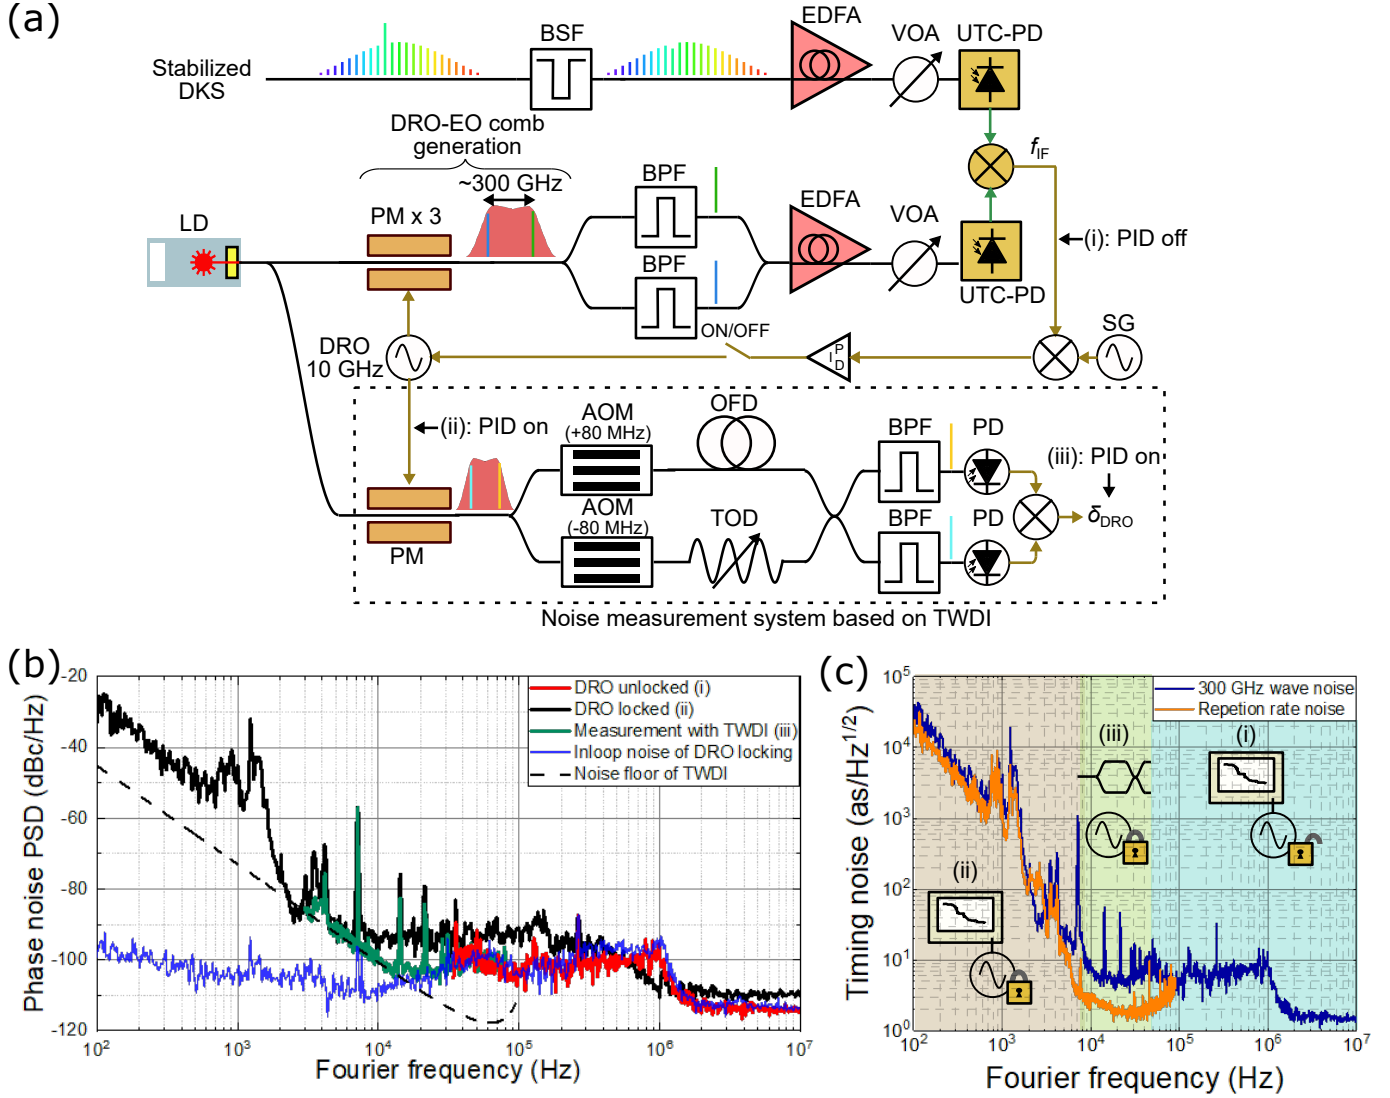 (a)
Stabilized
DKS
BSF
EDFA
VOA
UTC-PD
DRO-EO comb
generation
~300 GHz
LD
PM x 3
BPF
BPF
EDFA
VOA
UTC-PD
fIF
(i): PID off
ON/OFF
P
I
D
SG
DRO
10 GHz
(ii): PID on
PM
AOM
(+80 MHz)
AOM
(-80 MHz)
OFD
TOD
BPF
PD
BPF
PD
(iii): PID on
δDRO
Noise measurement system based on TWDI
(b)
Phase noise PSD (dBc/Hz)
-20
-40
-60
-80
-100
-120
DRO unlocked (i)
DRO locked (ii)
Measurement with TWDI (iii)
Inloop noise of DRO locking
Noise floor of TWDI
10^2
10^3
10^4
10^5
10^6
10^7
Fourier frequency (Hz)
(c)
Timing noise (as/Hz^1/2)
10^5
10^4
10^3
10^2
10^1
10^0
300 GHz wave noise
Repetion rate noise
(iii)
(i)
(ii)
10^2
10^3
10^4
10^5
10^6
10^7
Fourier frequency (Hz)